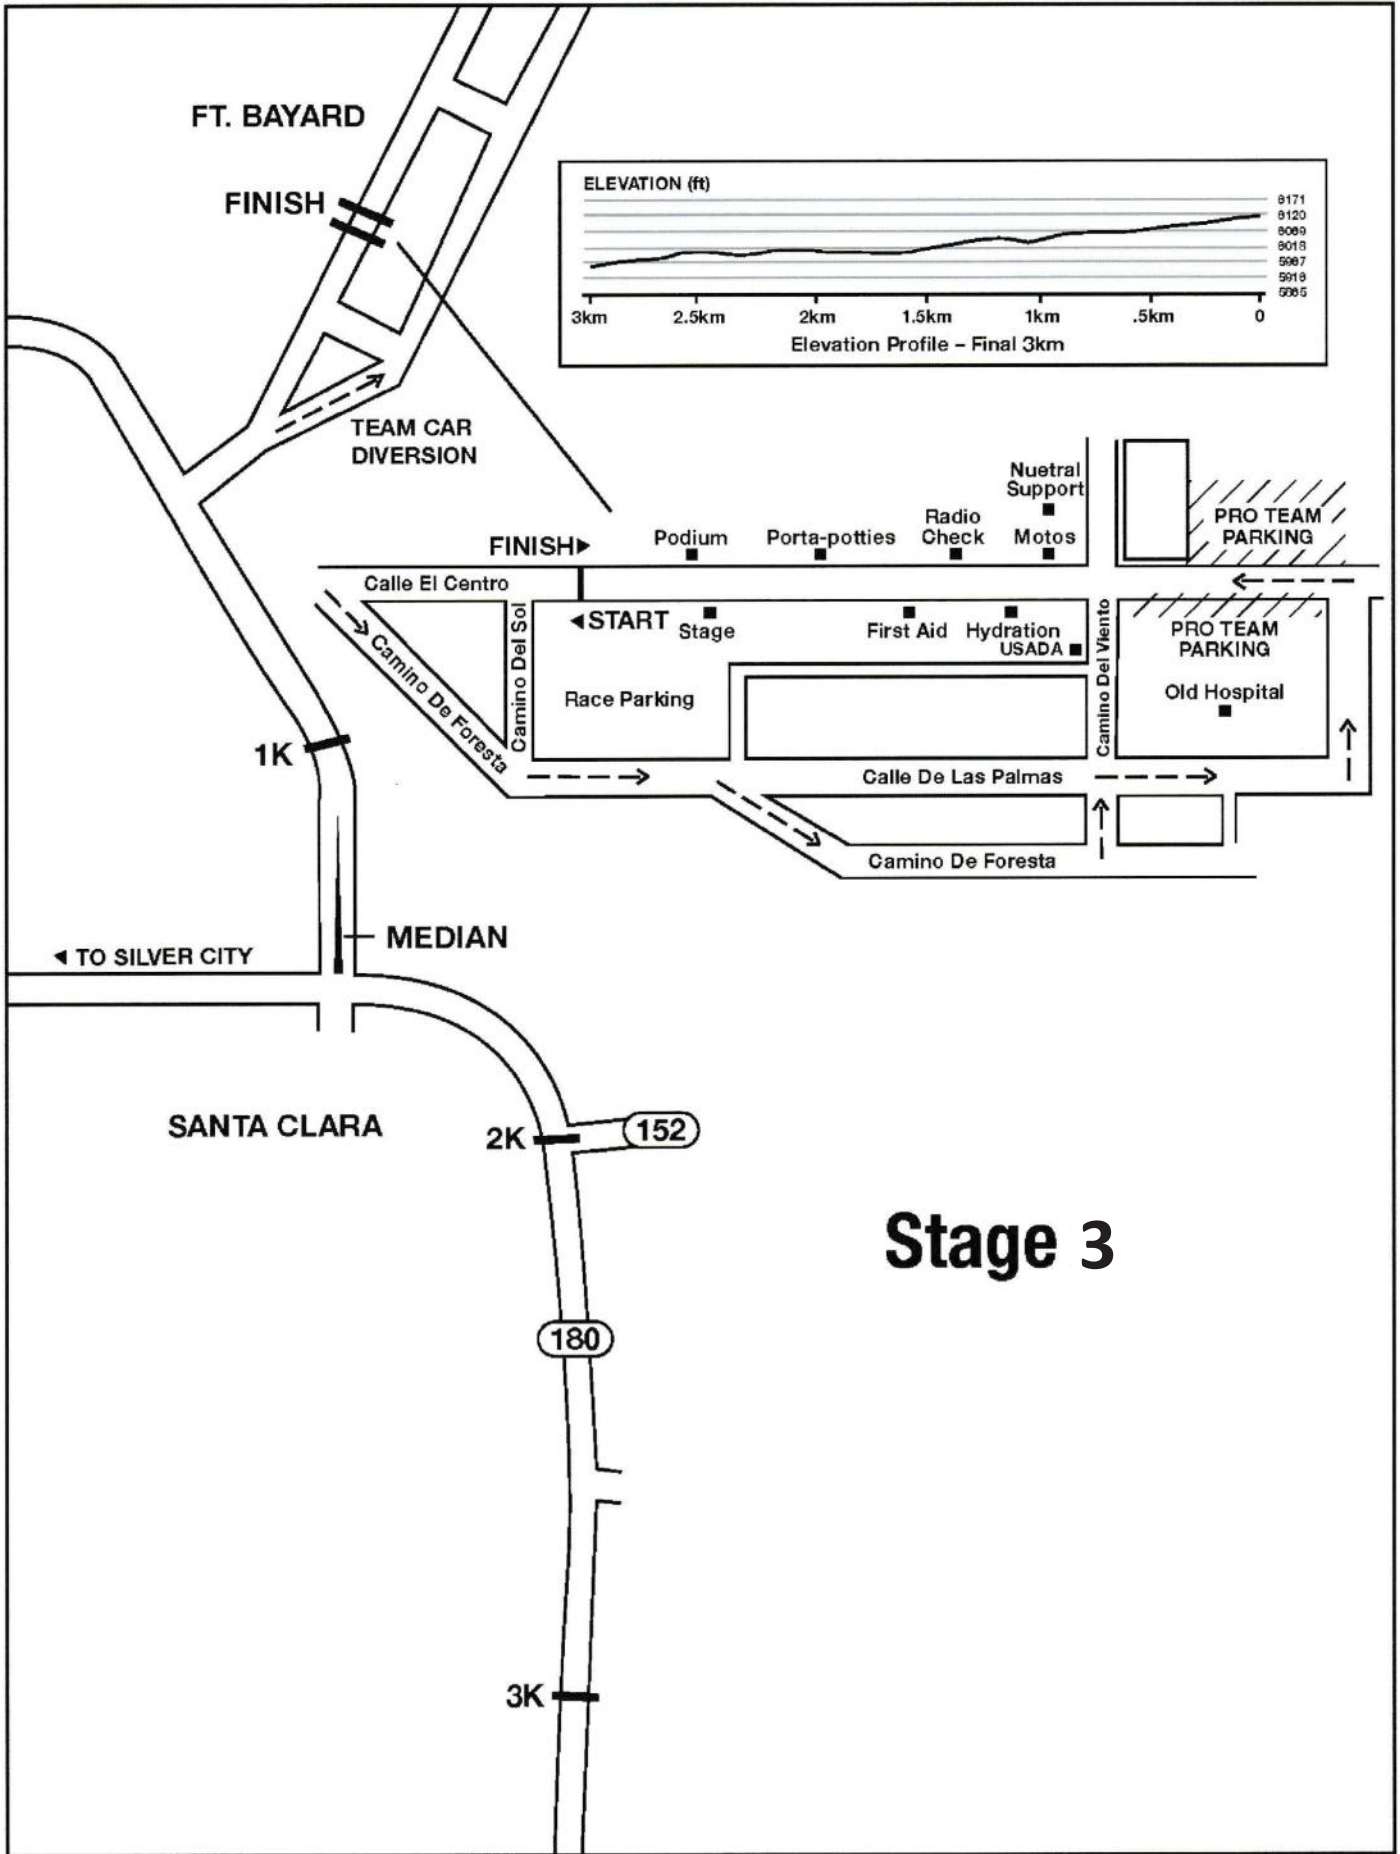 FT. BAYARD
FINISH
ELEVATION (ft)
6171
6120
6069
6018
5967
5916
5865
3km
2.5km
2km
1.5km
1km
.5km
0
Elevation Profile – Final 3km
TEAM CAR
DIVERSION
Nuetral
Support
PRO TEAM
PARKING
FINISH▶
Podium
Porta-potties
Radio
Check
Motos
Calle El Centro
◀START
Stage
First Aid
Hydration
USADA
PRO TEAM
PARKING
Camino De Foresta
Camino Del Sol
Race Parking
Camino Del Viento
Old Hospital
1K
Calle De Las Palmas
Camino De Foresta
MEDIAN
◀ TO SILVER CITY
SANTA CLARA
2K
152
Stage 3
180
3K